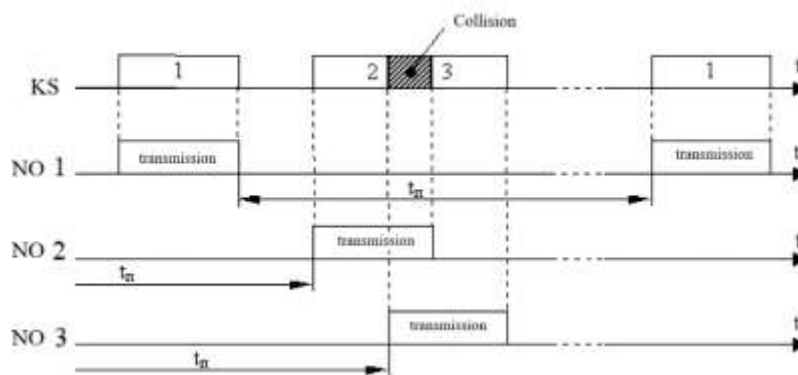 Collision
1 2 3 1 t
KS
transmission transmission t
NO 1
tп
transmission t
NO 2
tп
transmission t
NO 3
tп